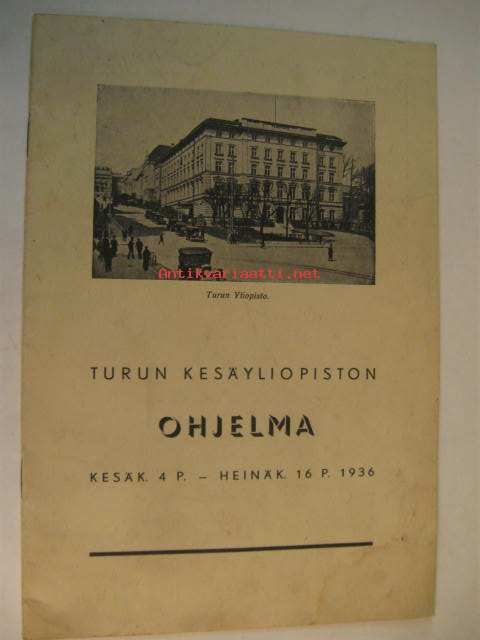 Antikvariaatti.net
Turun Yliopisto.
TURUN KESÄYLIOPISTON
OHJELMA
KESÄK. 4 P. – HEINÄK. 16 P. 1936